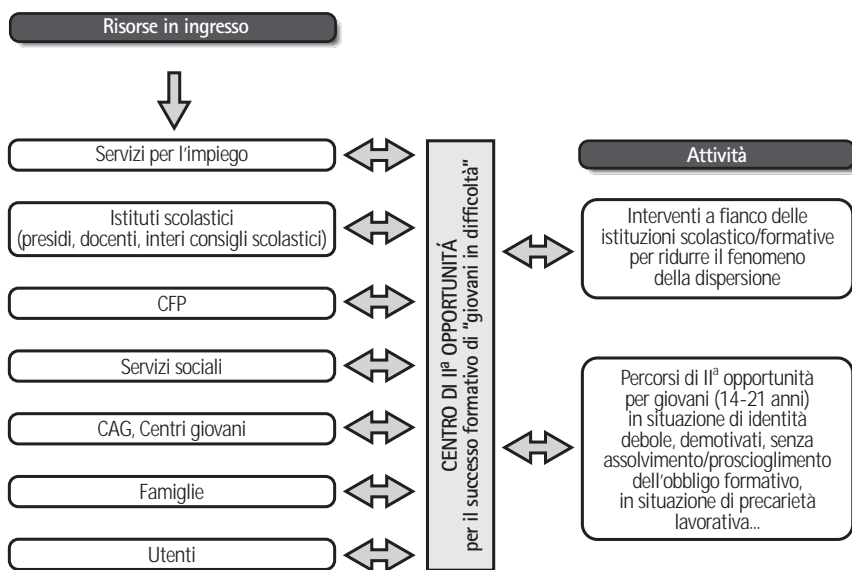 Risorse in ingresso
Servizi per l'impiego
Istituti scolastici
(presidi, docenti, interi consigli scolastici)
CFP
Servizi sociali
CAG, Centri giovani
Famiglie
Utenti
CENTRO DI IIª OPPORTUNITÁ
per il successo formativo di "giovani in difficoltà"
Attività
Interventi a fianco delle
istituzioni scolastico/formative
per ridurre il fenomeno
della dispersione
Percorsi di IIª opportunità
per giovani (14-21 anni)
in situazione di identità
debole, demotivati, senza
assolvimento/proscioglimento
dell'obbligo formativo,
in situazione di precarietà
lavorativa...